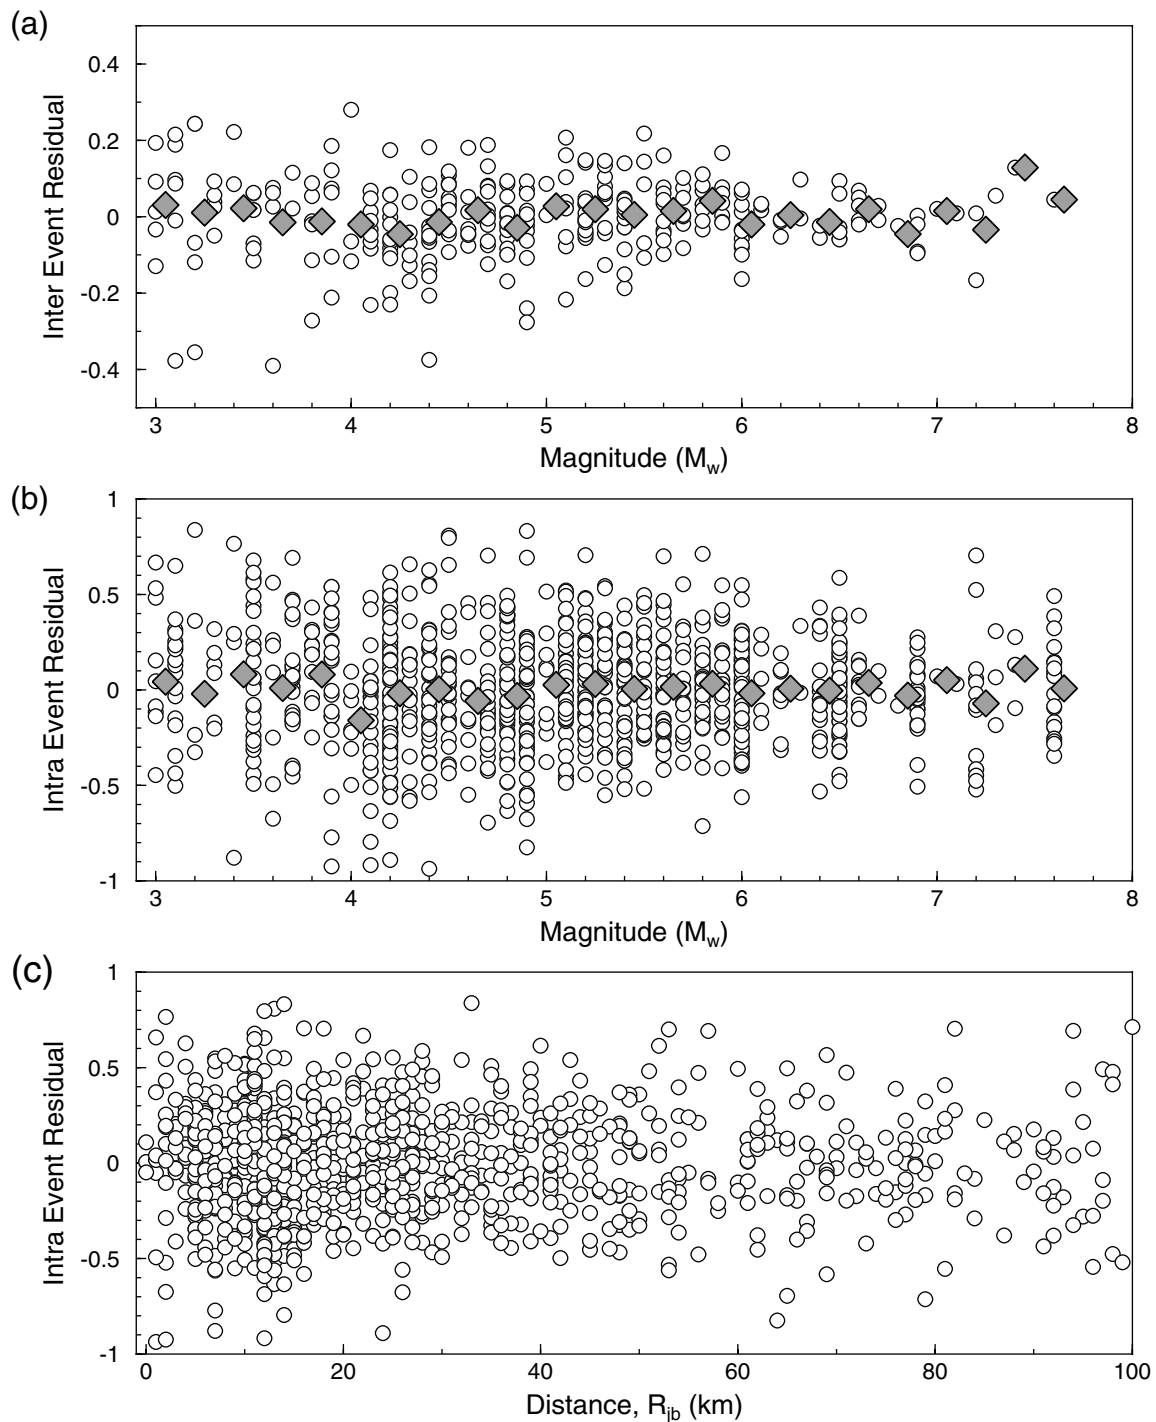 (a)
0.4
0.2
0
-0.2
-0.4
Inter Event Residual
3 4 5 6 7 8
Magnitude (Mw)
(b)
1
0.5
0
-0.5
-1
Intra Event Residual
3 4 5 6 7 8
Magnitude (Mw)
(c)
1
0.5
0
-0.5
-1
Intra Event Residual
0 20 40 60 80 100
Distance, Rjb (km)